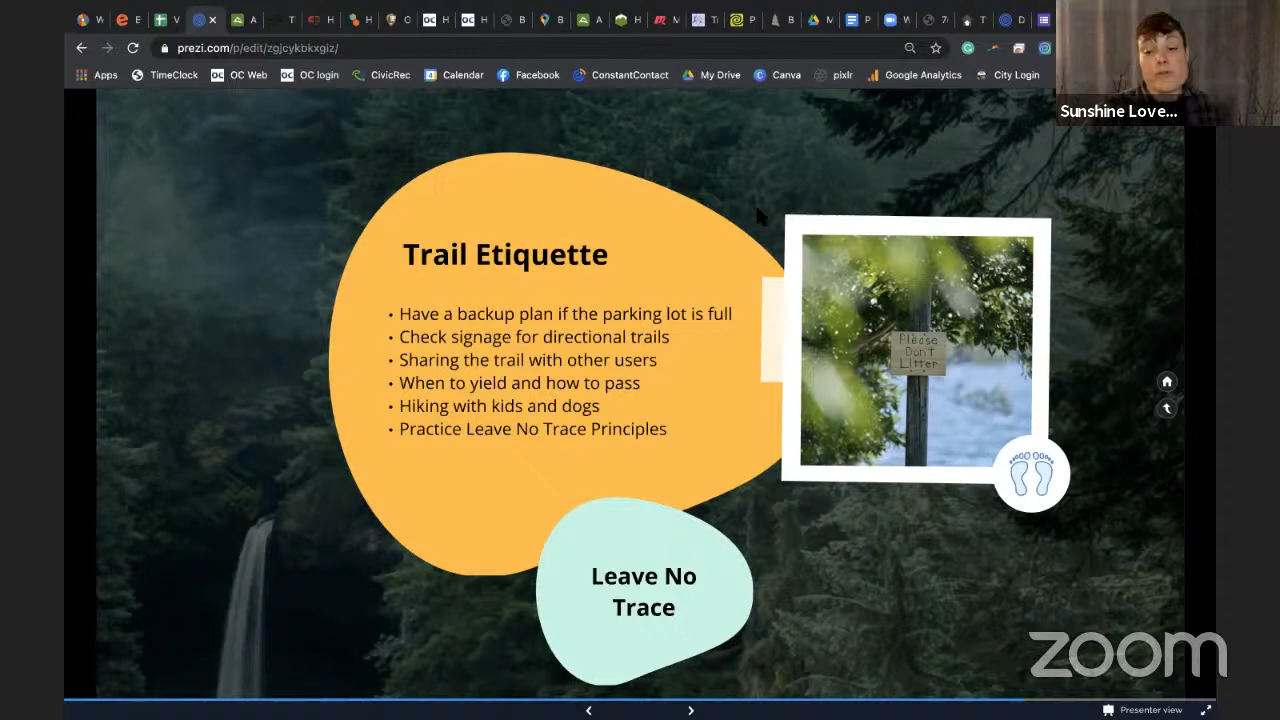 prezi.com/p/edit/zgjcykbkxgiz/
Apps
TimeClock
OC Web
OC login
CivicRec
Calendar
Facebook
ConstantContact
My Drive
Canva
pixlr
Google Analytics
City Login
Sunshine Love...
Trail Etiquette
• Have a backup plan if the parking lot is full
• Check signage for directional trails
• Sharing the trail with other users
• When to yield and how to pass
• Hiking with kids and dogs
• Practice Leave No Trace Principles
Please
Don't
Litter
Leave No
Trace
zoom
Presenter view